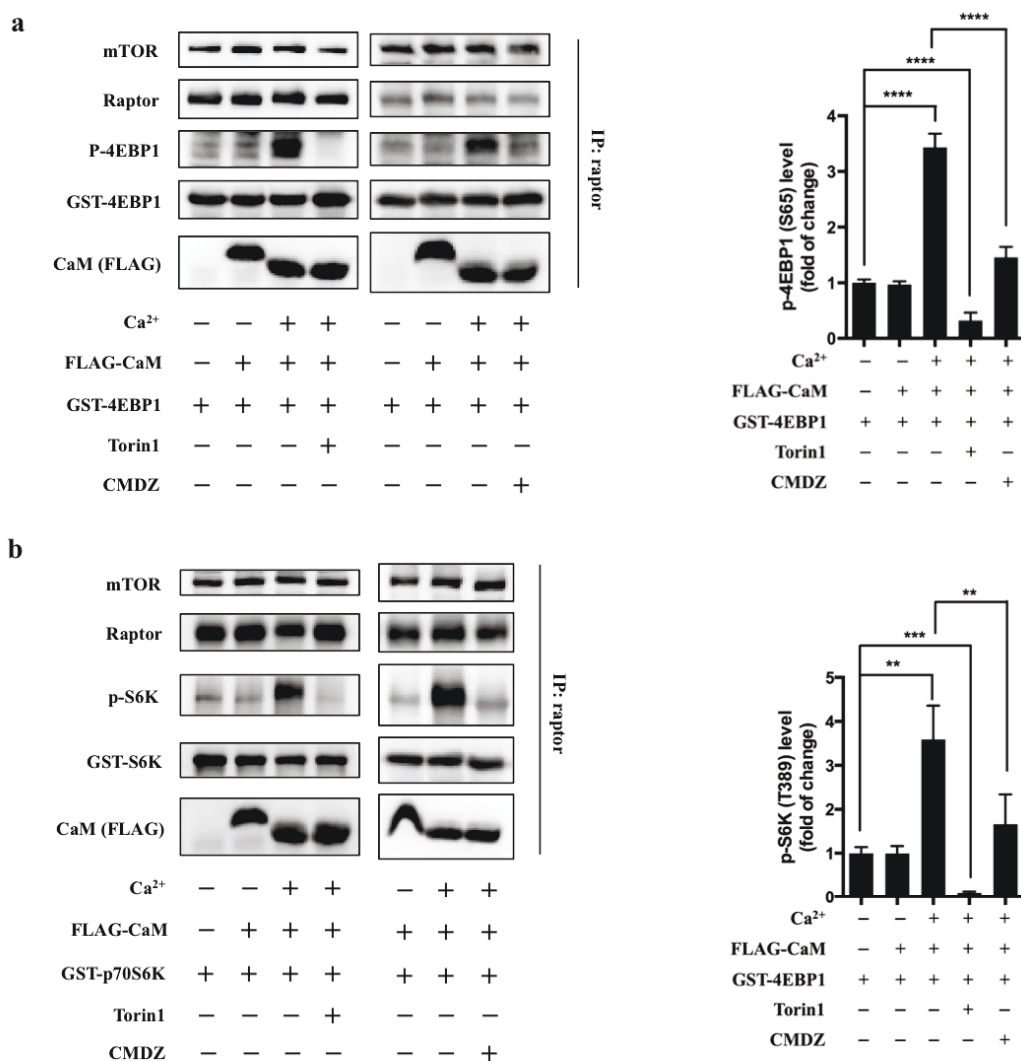 a
mTOR
Raptor
P-4EBP1
GST-4EBP1
CaM (FLAG)
IP: raptor
Ca²⁺ − − + + − − + +
FLAG-CaM − + + + − + + +
GST-4EBP1 + + + + + + + +
Torin1 − − − + − − − −
CMDZ − − − − − − − +
****
****
****
p-4EBP1 (S65) level
(fold of change)
4
3
2
1
0
Ca²⁺ − − + + +
FLAG-CaM − + + + +
GST-4EBP1 + + + + +
Torin1 − − − + −
CMDZ − − − − +
b
mTOR
Raptor
p-S6K
GST-S6K
CaM (FLAG)
IP: raptor
Ca²⁺ − − + + − + +
FLAG-CaM − + + + + + +
GST-p70S6K + + + + + + +
Torin1 − − − + − − −
CMDZ − − − − − − +
**
***
**
p-S6K (T389) level
(fold of change)
5
4
3
2
1
0
Ca²⁺ − − + + +
FLAG-CaM − + + + +
GST-4EBP1 + + + + +
Torin1 − − − + −
CMDZ − − − − +